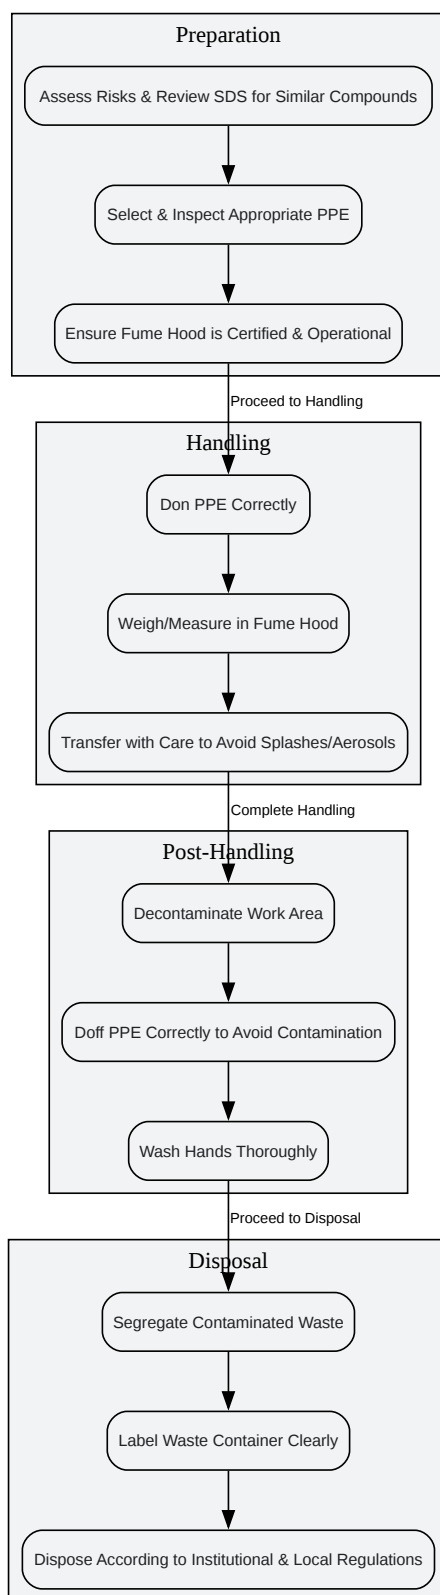 Preparation
Assess Risks & Review SDS for Similar Compounds
Select & Inspect Appropriate PPE
Ensure Fume Hood is Certified & Operational
Proceed to Handling
Handling
Don PPE Correctly
Weigh/Measure in Fume Hood
Transfer with Care to Avoid Splashes/Aerosols
Complete Handling
Post-Handling
Decontaminate Work Area
Doff PPE Correctly to Avoid Contamination
Wash Hands Thoroughly
Proceed to Disposal
Disposal
Segregate Contaminated Waste
Label Waste Container Clearly
Dispose According to Institutional & Local Regulations